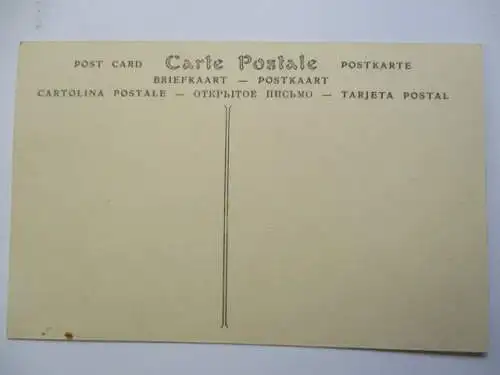 POST CARD Carte Postale POSTKARTE
BRIEFKAART — POSTKAART
CARTOLINA POSTALE — ОТКРЫТОЕ ПИСЬМО — TARJETA POSTAL